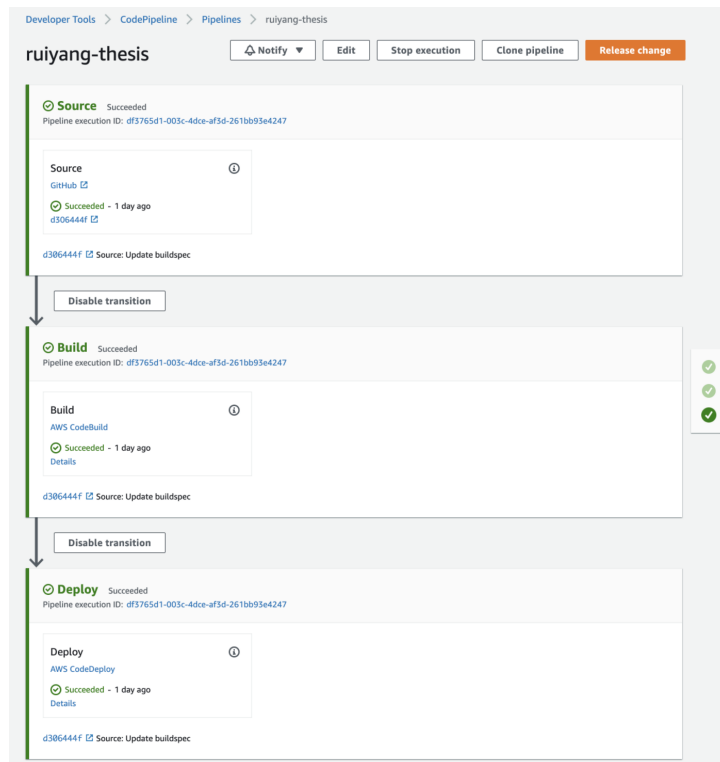 Developer Tools > CodePipeline > Pipelines > ruiyang-thesis
ruiyang-thesis
Notify ▼ Edit Stop execution Clone pipeline Release change
Source Succeeded
Pipeline execution ID: df3765d1-003c-4dce-af3d-261bb93e4247
Source
GitHub
Succeeded - 1 day ago
d306444f
d306444f Source: Update buildspec
Disable transition
Build Succeeded
Pipeline execution ID: df3765d1-003c-4dce-af3d-261bb93e4247
Build
AWS CodeBuild
Succeeded - 1 day ago
Details
d306444f Source: Update buildspec
Disable transition
Deploy Succeeded
Pipeline execution ID: df3765d1-003c-4dce-af3d-261bb93e4247
Deploy
AWS CodeDeploy
Succeeded - 1 day ago
Details
d306444f Source: Update buildspec